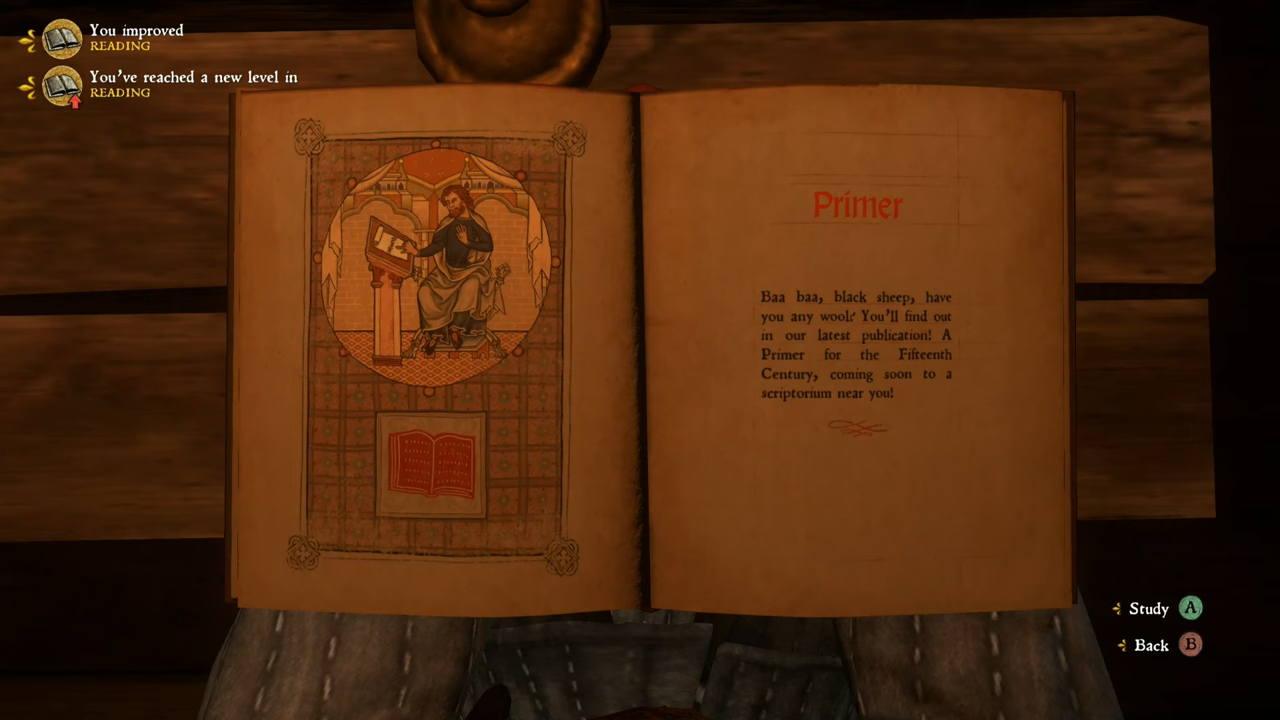 You improved
READING
You've reached a new level in
READING
Primer
Baa baa, black sheep, have
you any wool? You'll find out
in our latest publication! A
Primer for the Fifteenth
Century, coming soon to a
scriptorium near you!
Study A
Back B